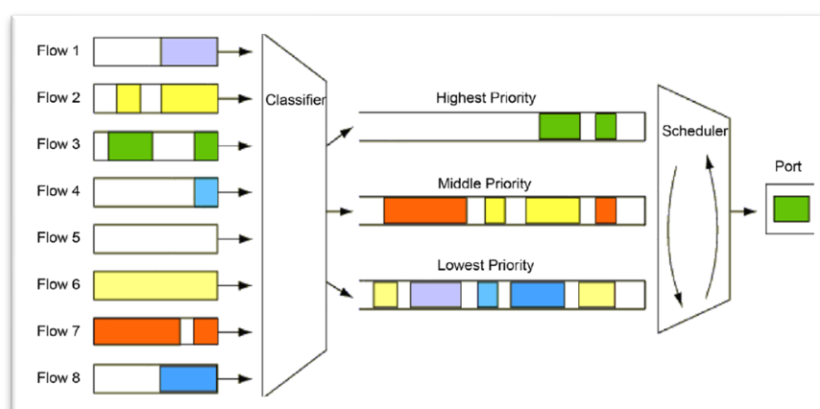 Flow 1
Flow 2
Flow 3
Flow 4
Flow 5
Flow 6
Flow 7
Flow 8
Classifier
Highest Priority
Middle Priority
Lowest Priority
Scheduler
Port